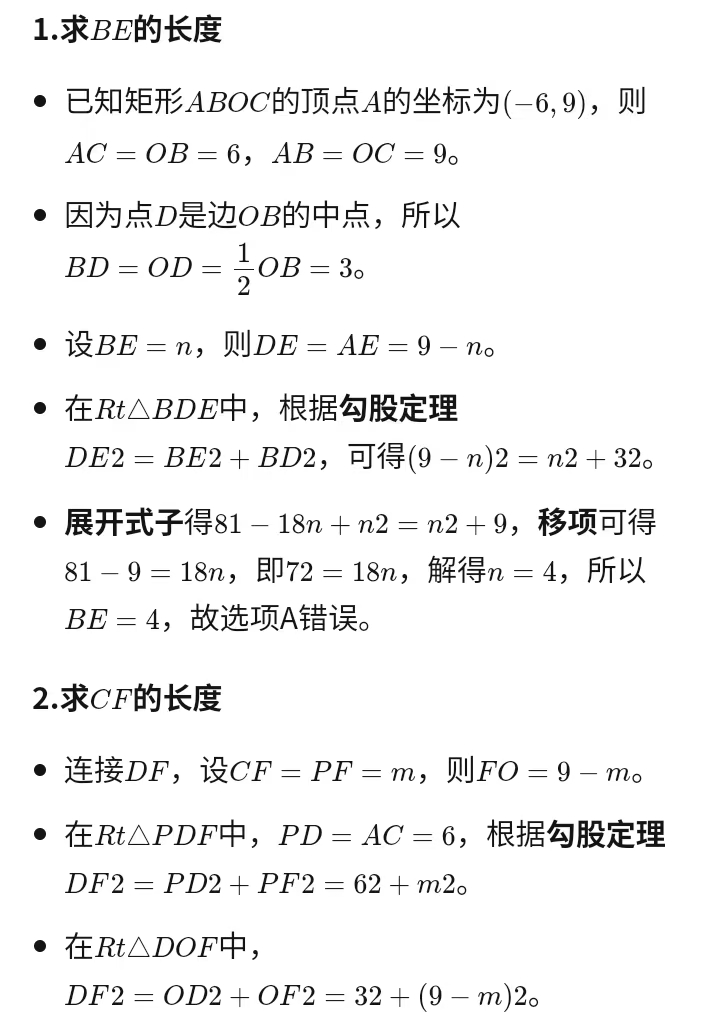 1.求BE的长度
• 已知矩形ABOC的顶点A的坐标为(−6,9)，则
AC = OB = 6，AB = OC = 9。
• 因为点D是边OB的中点，所以
BD = OD = \frac{1}{2}OB = 3。
• 设BE = n，则DE = AE = 9 − n。
• 在Rt△BDE中，根据勾股定理
DE2 = BE2 + BD2，可得(9 − n)2 = n2 + 32。
• 展开式子得81 − 18n + n2 = n2 + 9，移项可得
81 − 9 = 18n，即72 = 18n，解得n = 4，所以
BE = 4，故选项A错误。
2.求CF的长度
• 连接DF，设CF = PF = m，则FO = 9 − m。
• 在Rt△PDF中，PD = AC = 6，根据勾股定理
DF2 = PD2 + PF2 = 62 + m2。
• 在Rt△DOF中，
DF2 = OD2 + OF2 = 32 + (9 − m)2。